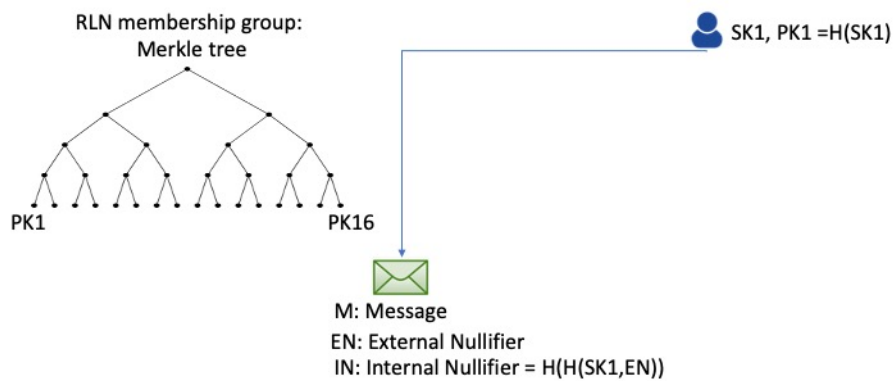 RLN membership group:
Merkle tree
SK1, PK1 =H(SK1)
PK1
PK16
M: Message
EN: External Nullifier
IN: Internal Nullifier = H(H(SK1,EN))